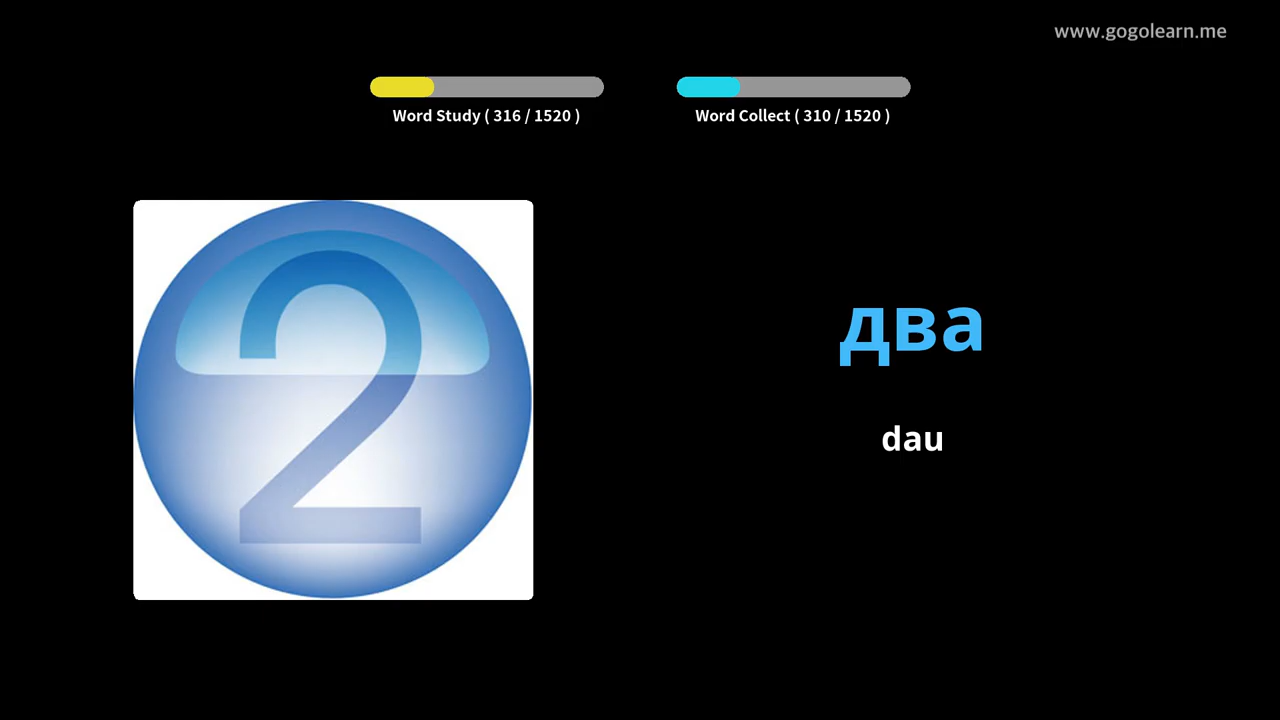 www.gogolearn.me
Word Study ( 316 / 1520 )
Word Collect ( 310 / 1520 )
2
два
dau